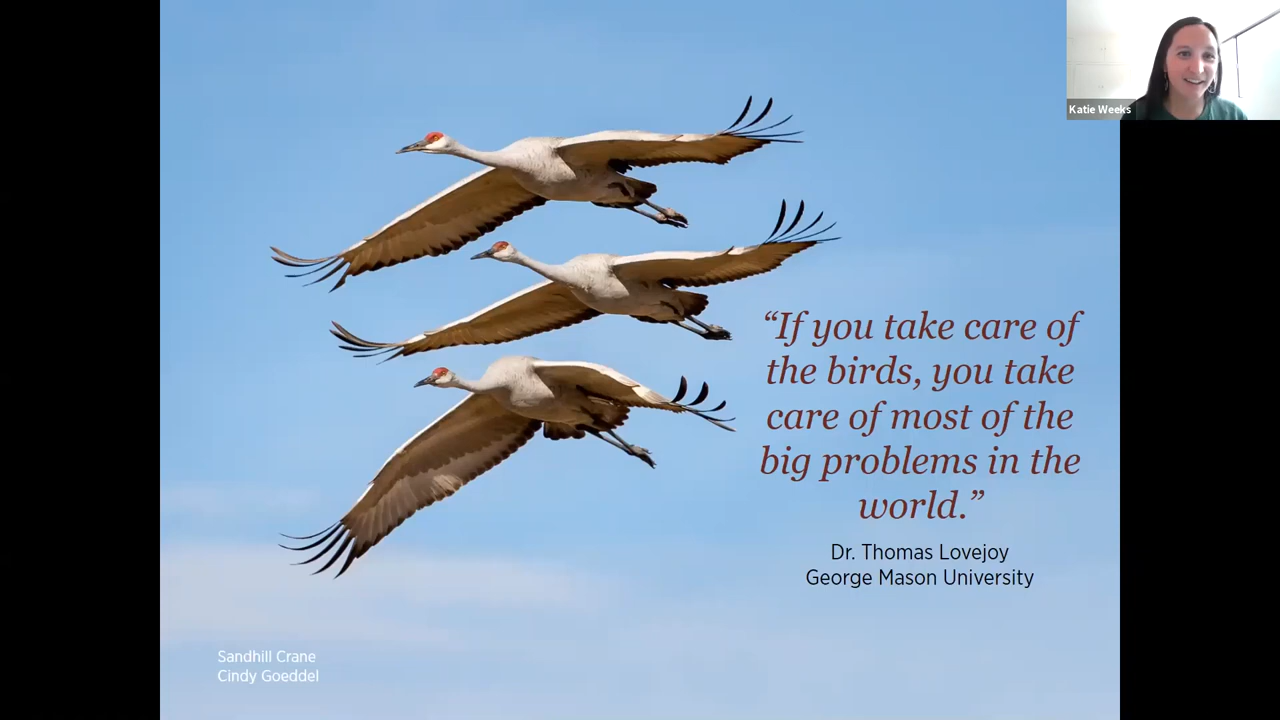 Katie Weeks
“If you take care of
the birds, you take
care of most of the
big problems in the
world.”
Dr. Thomas Lovejoy
George Mason University
Sandhill Crane
Cindy Goeddel